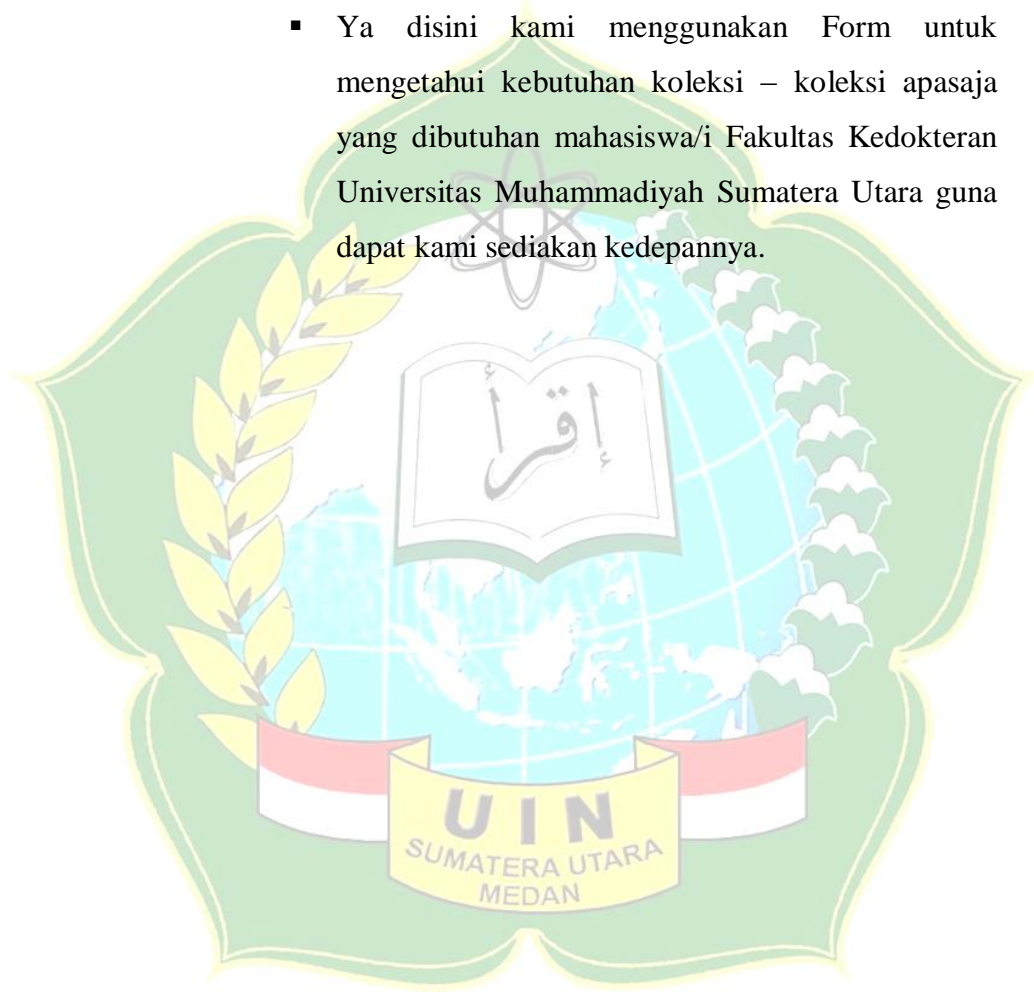 ▪ Ya disini kami menggunakan Form untuk
mengetahui kebutuhan koleksi – koleksi apasaja
yang dibutuhan mahasiswa/i Fakultas Kedokteran
Universitas Muhammadiyah Sumatera Utara guna
dapat kami sediakan kedepannya.
إقرأ
UIN
SUMATERA UTARA
MEDAN